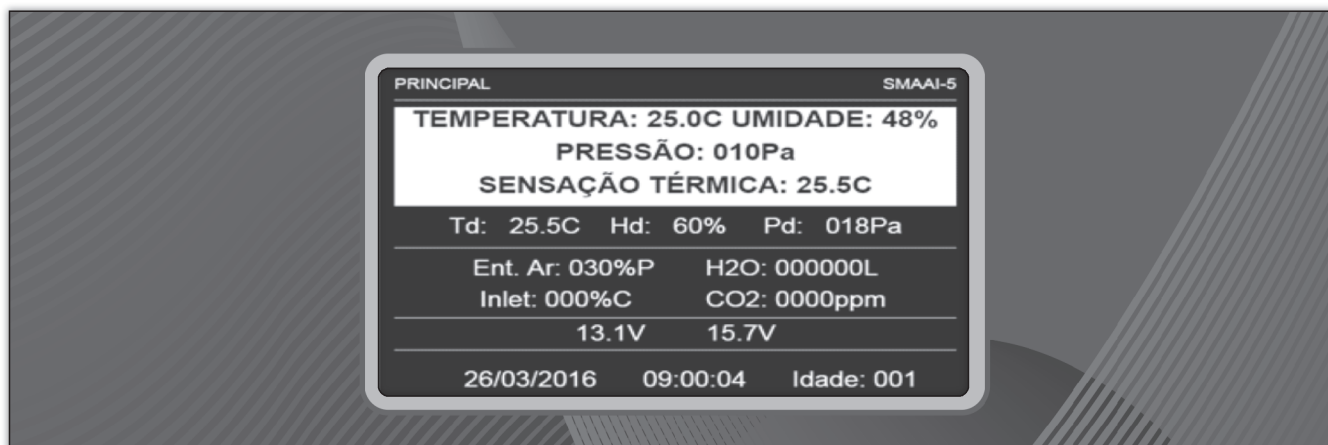 PRINCIPAL SMAAI-5
TEMPERATURA: 25.0C UMIDADE: 48%
PRESSÃO: 010Pa
SENSAÇÃO TÉRMICA: 25.5C
Td: 25.5C Hd: 60% Pd: 018Pa
Ent. Ar: 030%P H2O: 000000L
Inlet: 000%C CO2: 0000ppm
13.1V 15.7V
26/03/2016 09:00:04 Idade: 001